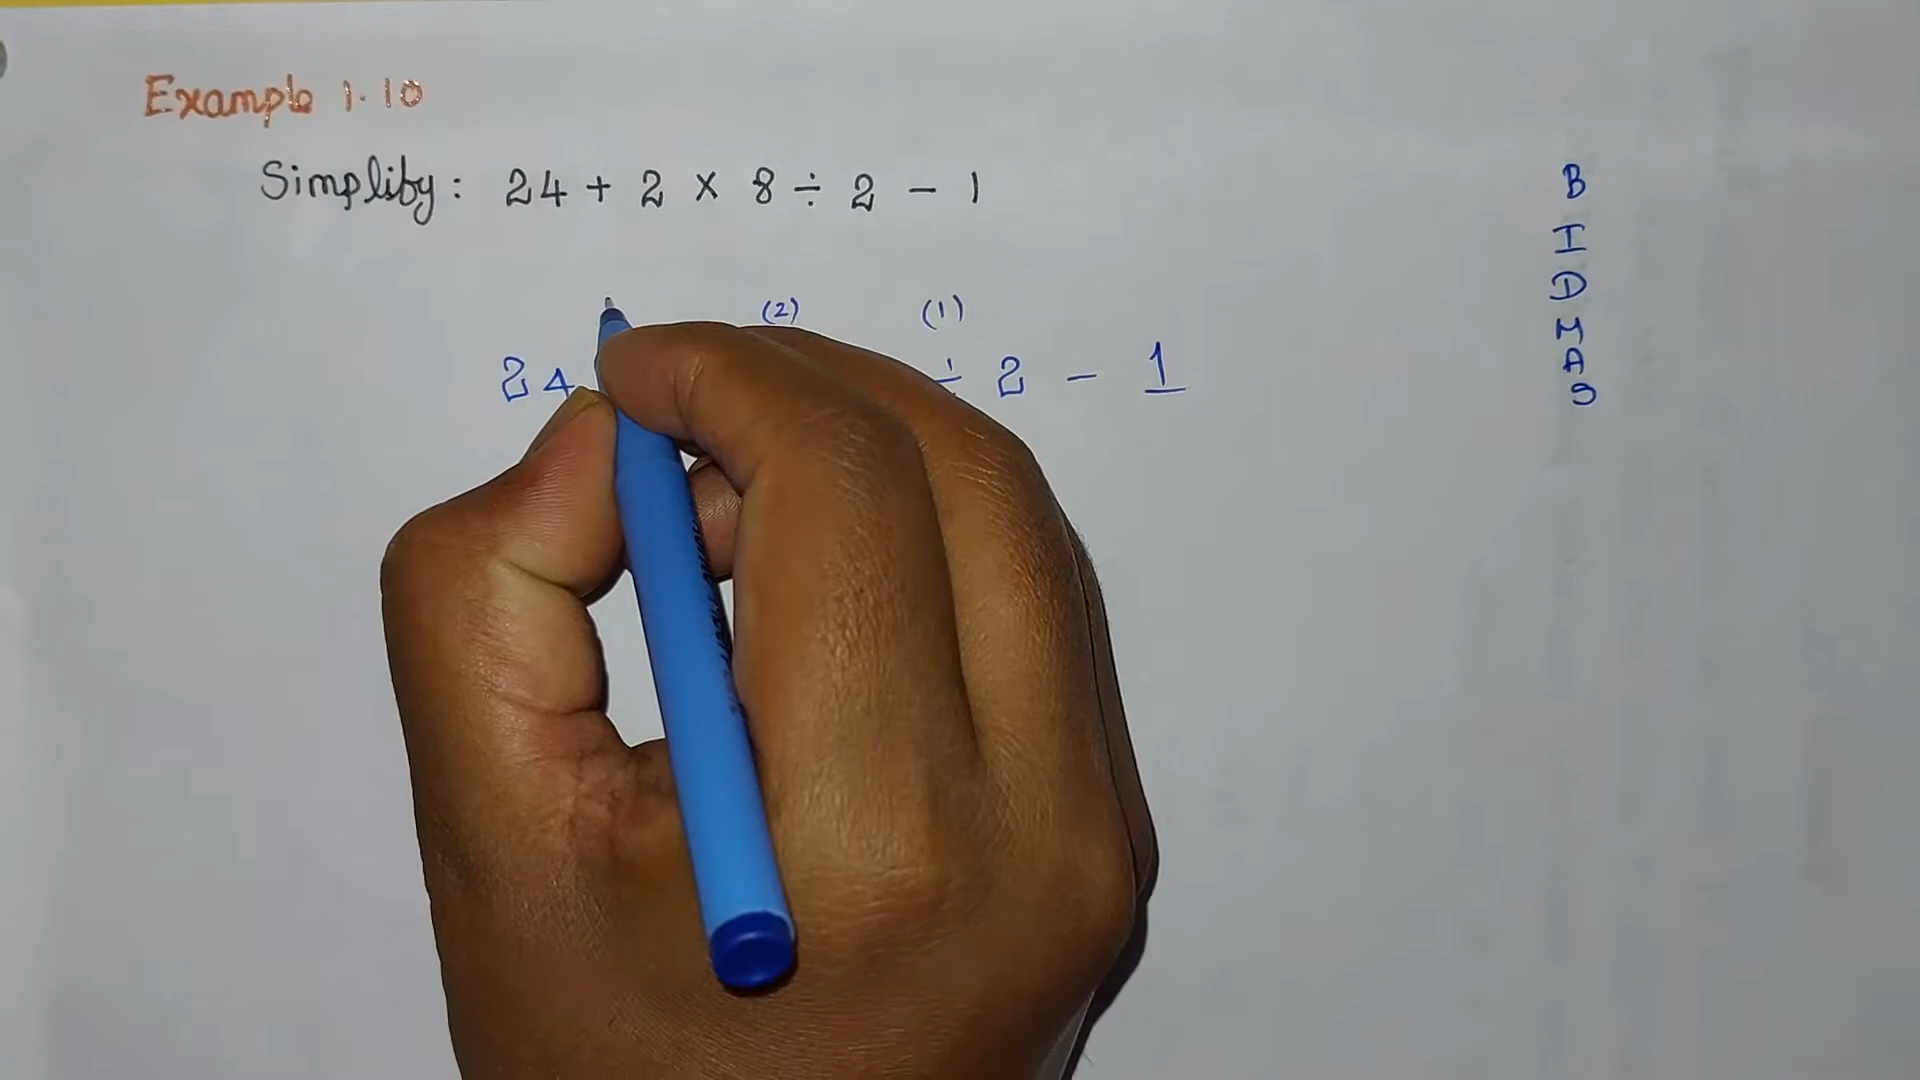 Example 1.10
Simplify: 24 + 2 × 8 ÷ 2 - 1
(2) (1)
24 ÷ 2 - 1
B
I
D
M
A
S